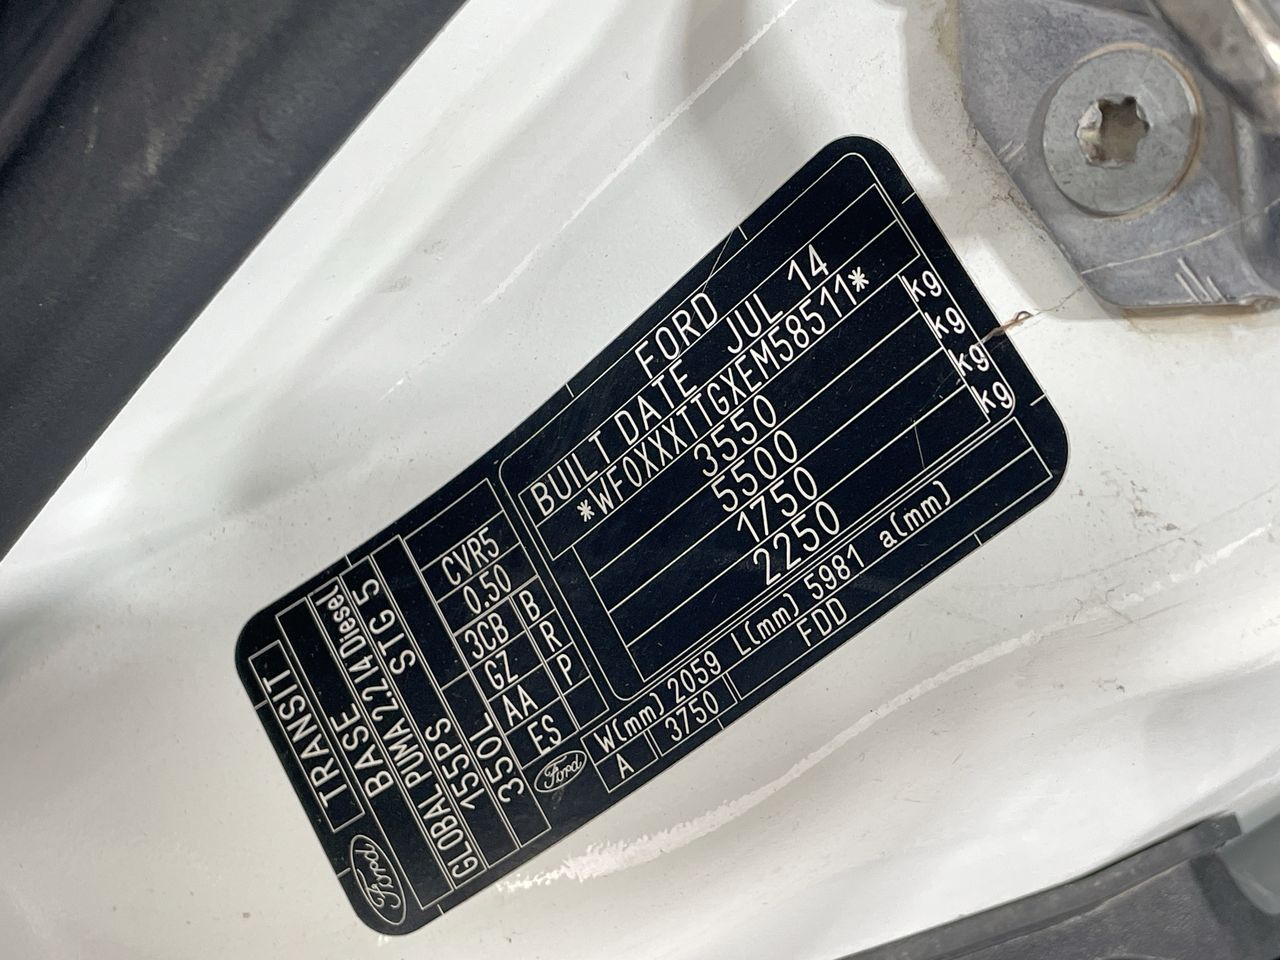 FORD
BUILT DATE JUL 14
*WF0XXXTTGXEM58511*
3550 kg
5500 kg
1750 kg
2250 kg
W(mm) 2059 L(mm) 5981 a(mm)
A 3750 FDD
TRANSIT
BASE
GLOBAL PUMA 2.2 I4 Diesel
155PS STG 5
350L
CVR5
0.50
3CB B
GZ R
AA P
ES
Ford
Ford